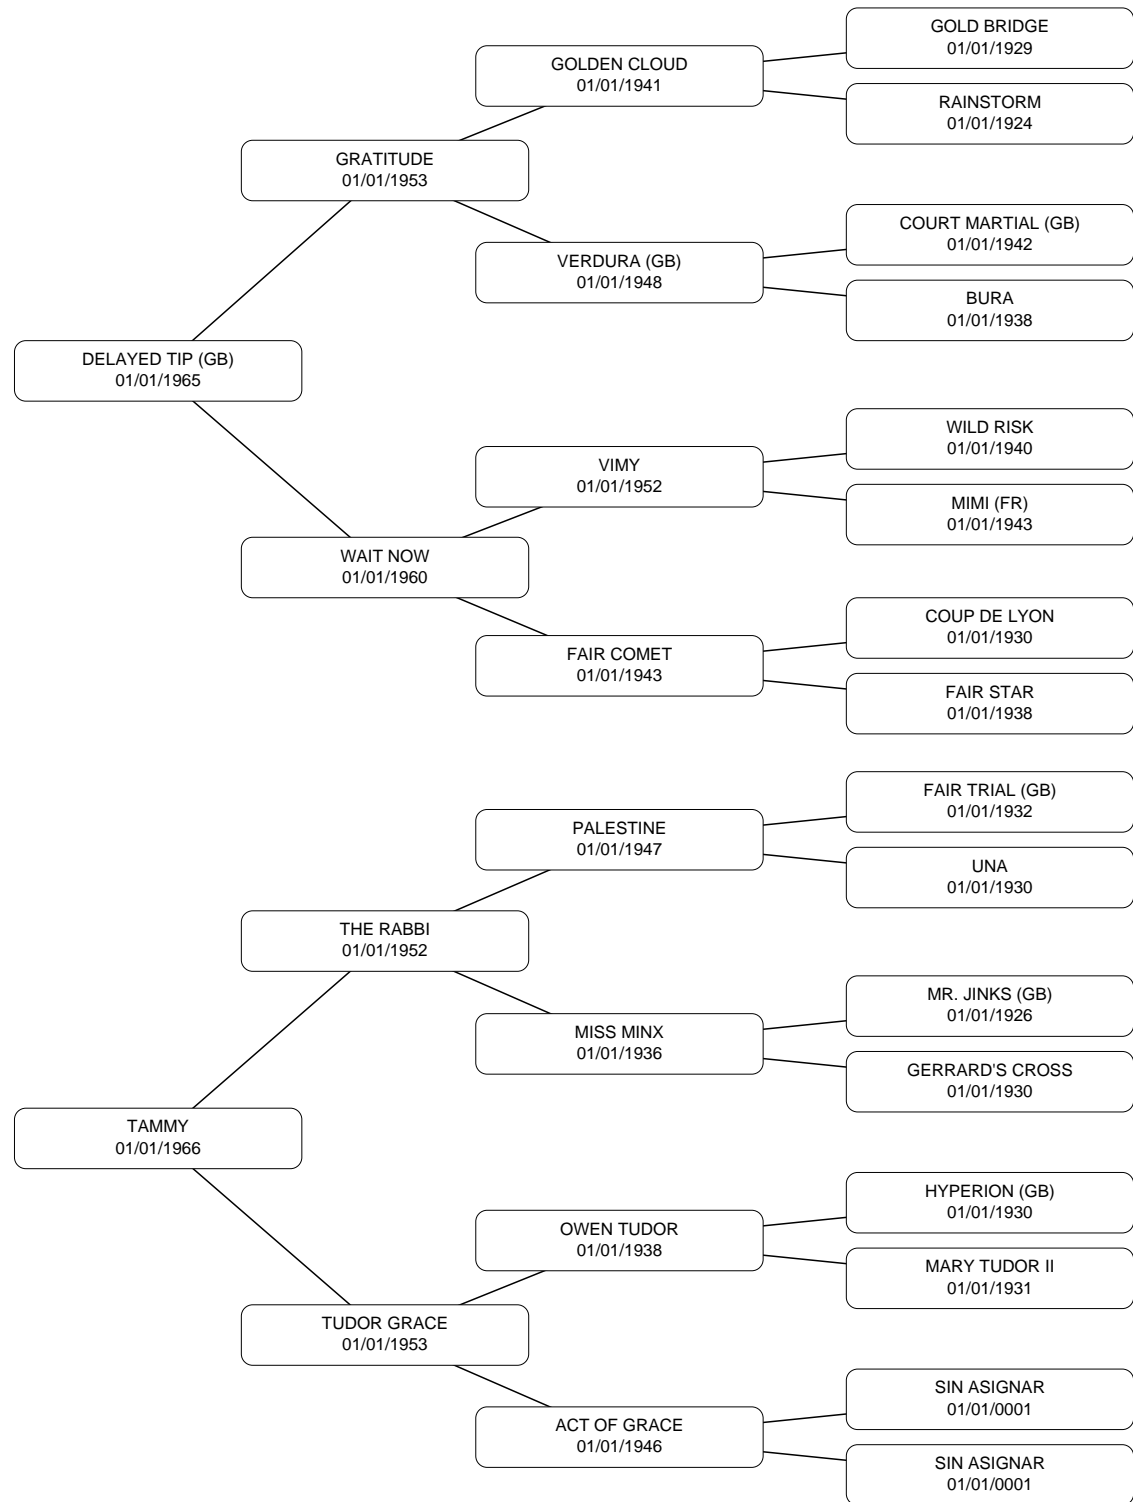 GOLD BRIDGE
01/01/1929
GOLDEN CLOUD
01/01/1941
RAINSTORM
01/01/1924
GRATITUDE
01/01/1953
COURT MARTIAL (GB)
01/01/1942
VERDURA (GB)
01/01/1948
BURA
01/01/1938
DELAYED TIP (GB)
01/01/1965
WILD RISK
01/01/1940
VIMY
01/01/1952
MIMI (FR)
01/01/1943
WAIT NOW
01/01/1960
COUP DE LYON
01/01/1930
FAIR COMET
01/01/1943
FAIR STAR
01/01/1938
FAIR TRIAL (GB)
01/01/1932
PALESTINE
01/01/1947
UNA
01/01/1930
THE RABBI
01/01/1952
MR. JINKS (GB)
01/01/1926
MISS MINX
01/01/1936
GERRARD'S CROSS
01/01/1930
TAMMY
01/01/1966
HYPERION (GB)
01/01/1930
OWEN TUDOR
01/01/1938
MARY TUDOR II
01/01/1931
TUDOR GRACE
01/01/1953
SIN ASIGNAR
01/01/0001
ACT OF GRACE
01/01/1946
SIN ASIGNAR
01/01/0001